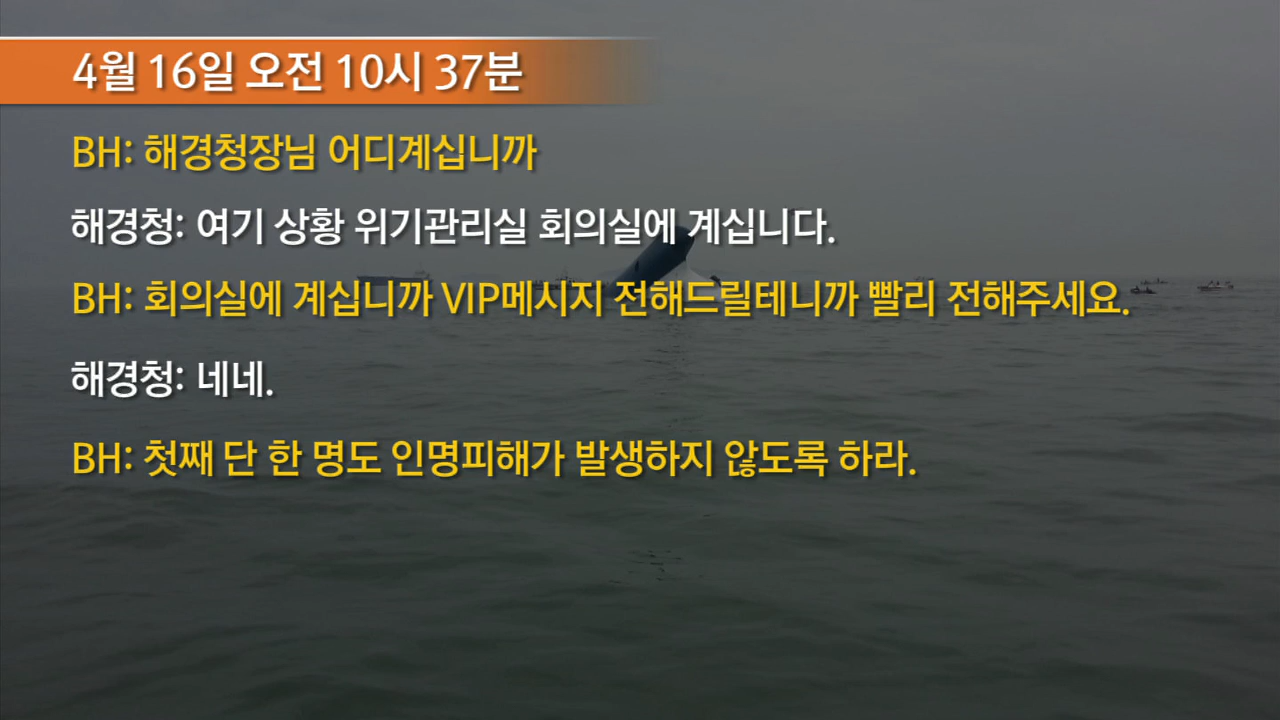 4월 16일 오전 10시 37분
BH: 해경청장님 어디계십니까
해경청: 여기 상황 위기관리실 회의실에 계십니다.
BH: 회의실에 계십니까 VIP메시지 전해드릴테니까 빨리 전해주세요.
해경청: 네네.
BH: 첫째 단 한 명도 인명피해가 발생하지 않도록 하라.